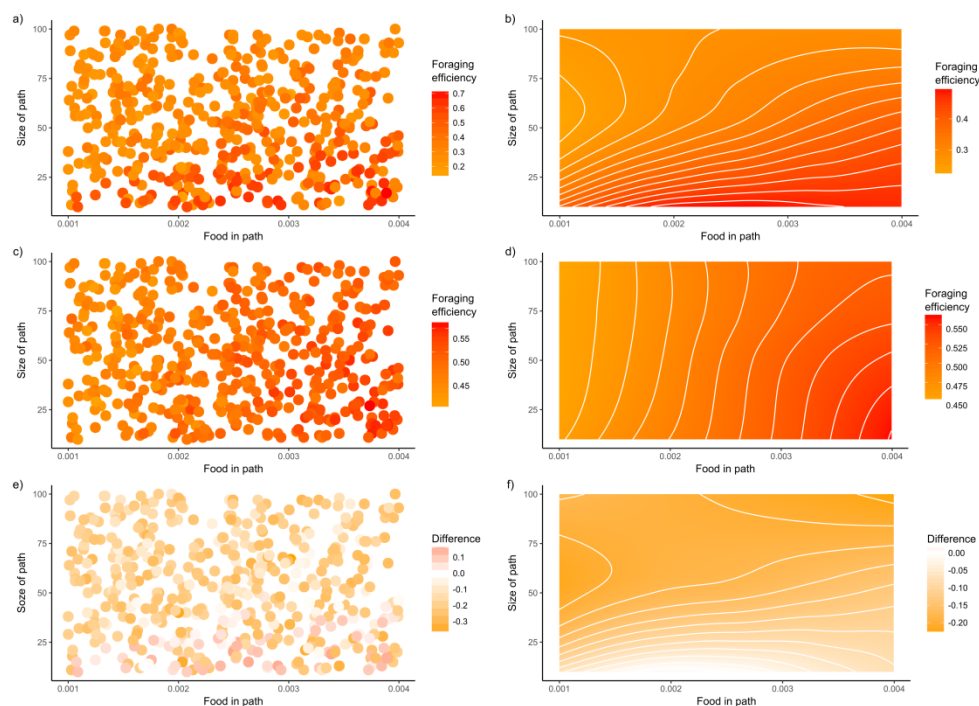 a)
Size of path
100
75
50
25
0.001
0.002
0.003
0.004
Food in path
Foraging
efficiency
0.7
0.6
0.5
0.4
0.3
0.2
b)
Size of path
100
75
50
25
0.001
0.002
0.003
0.004
Food in path
Foraging
efficiency
0.4
0.3
c)
Size of path
100
75
50
25
0.001
0.002
0.003
0.004
Food in path
Foraging
efficiency
0.55
0.45
d)
Size of path
100
75
50
25
0.001
0.002
0.003
0.004
Food in path
Foraging
efficiency
0.550
0.525
0.500
0.475
0.450
e)
Soze of path
100
75
50
25
0.001
0.002
0.003
0.004
Food in path
Difference
0.1
0.0
-0.1
-0.2
-0.3
f)
Size of path
100
75
50
25
0.001
0.002
0.003
0.004
Food in path
Difference
0.00
-0.05
-0.10
-0.15
-0.20